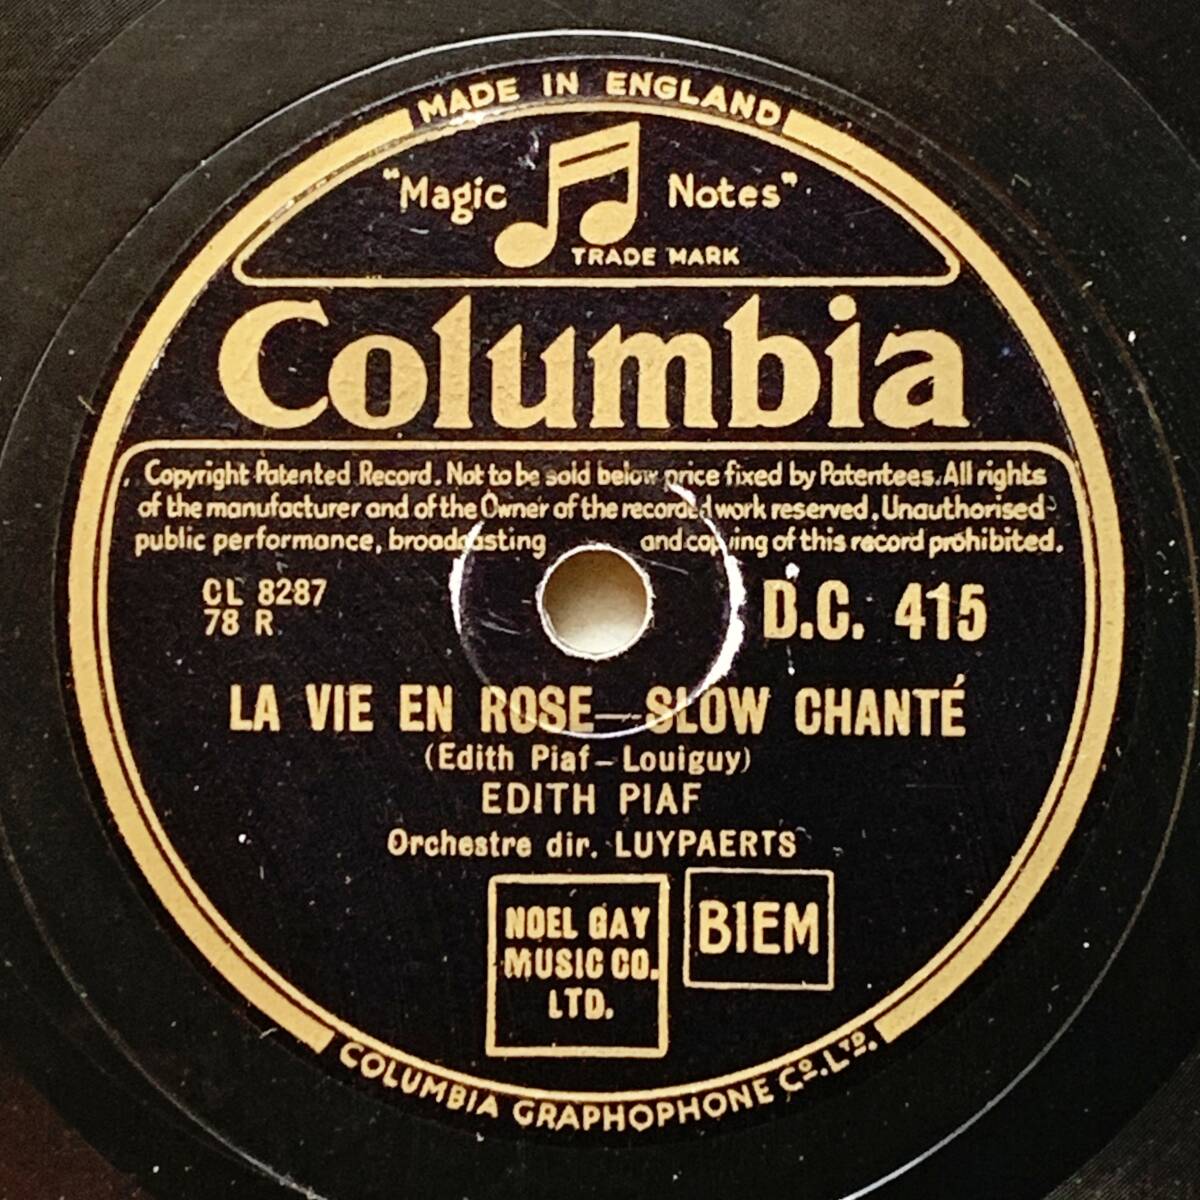 MADE IN ENGLAND
"Magic Notes"
TRADE MARK
Columbia
Copyright Patented Record. Not to be sold below price fixed by Patentees. All rights
of the manufacturer and of the Owner of the recorded work reserved. Unauthorised
public performance, broadcasting and copying of this record prohibited.
CL 8287
78 R
D.C. 415
LA VIE EN ROSE—SLOW CHANTÉ
(Edith Piaf–Louiguy)
EDITH PIAF
Orchestre dir. LUYPAERTS
NOEL GAY
MUSIC CO.
LTD.
BIEM
COLUMBIA GRAPHOPHONE Cº. Lᵀᴰ.